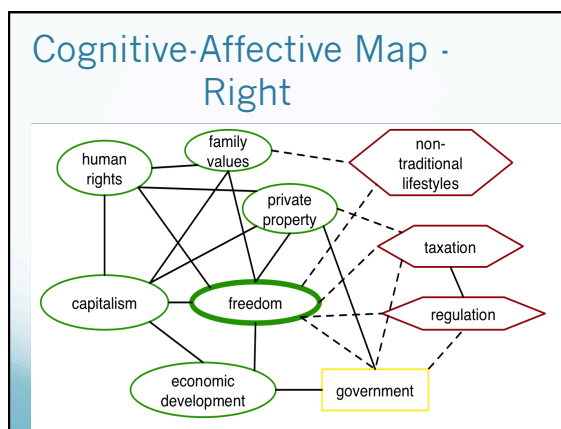 Cognitive-Affective Map -
Right
family
values
human
rights
non-
traditional
lifestyles
private
property
taxation
capitalism
freedom
regulation
economic
development
government